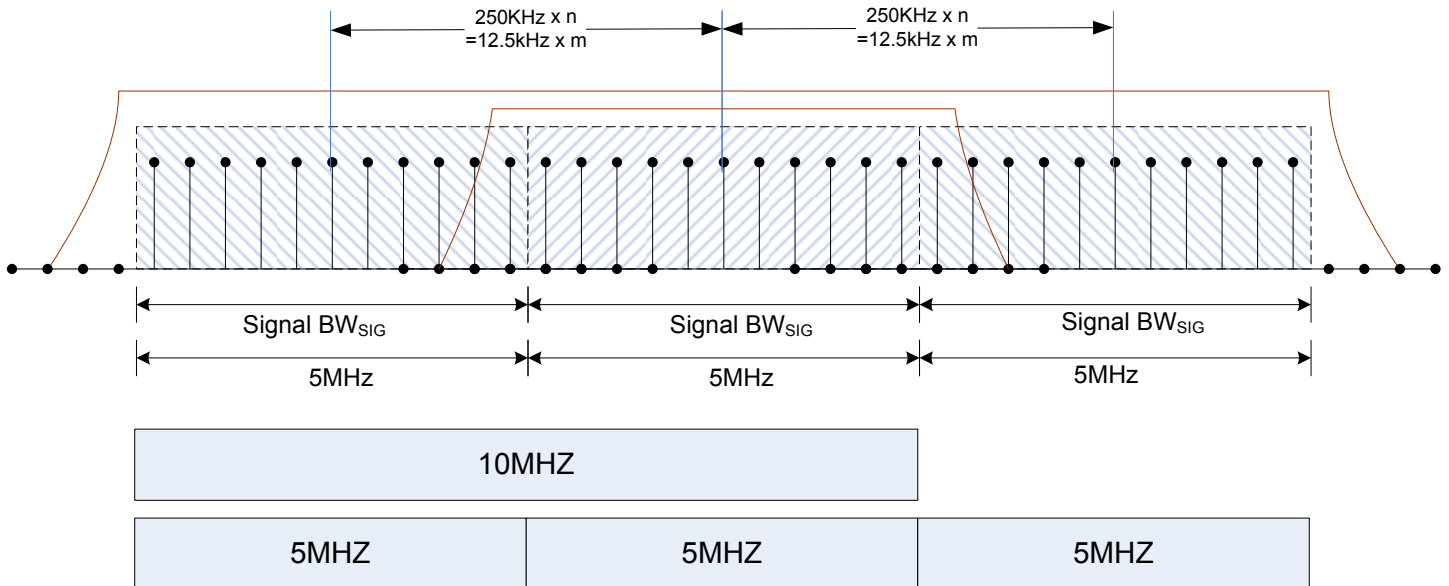 250KHz x n
=12.5kHz x m
250KHz x n
=12.5kHz x m
Signal BWSIG
Signal BWSIG
Signal BWSIG
5MHz
5MHz
5MHz
10MHZ
5MHZ
5MHZ
5MHZ